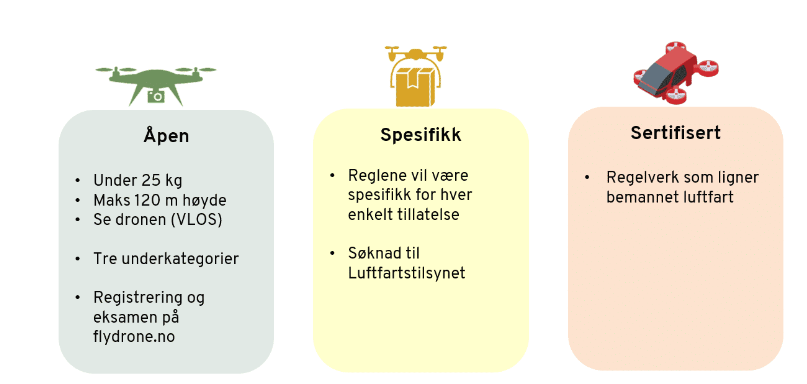 Åpen
• Under 25 kg
• Maks 120 m høyde
• Se dronen (VLOS)
• Tre underkategorier
• Registrering og
eksamen på
flydrone.no
Spesifikk
• Reglene vil være
spesifikk for hver
enkelt tillatelse
• Søknad til
Luftfartstilsynet
Sertifisert
• Regelverk som ligner
bemannet luftfart